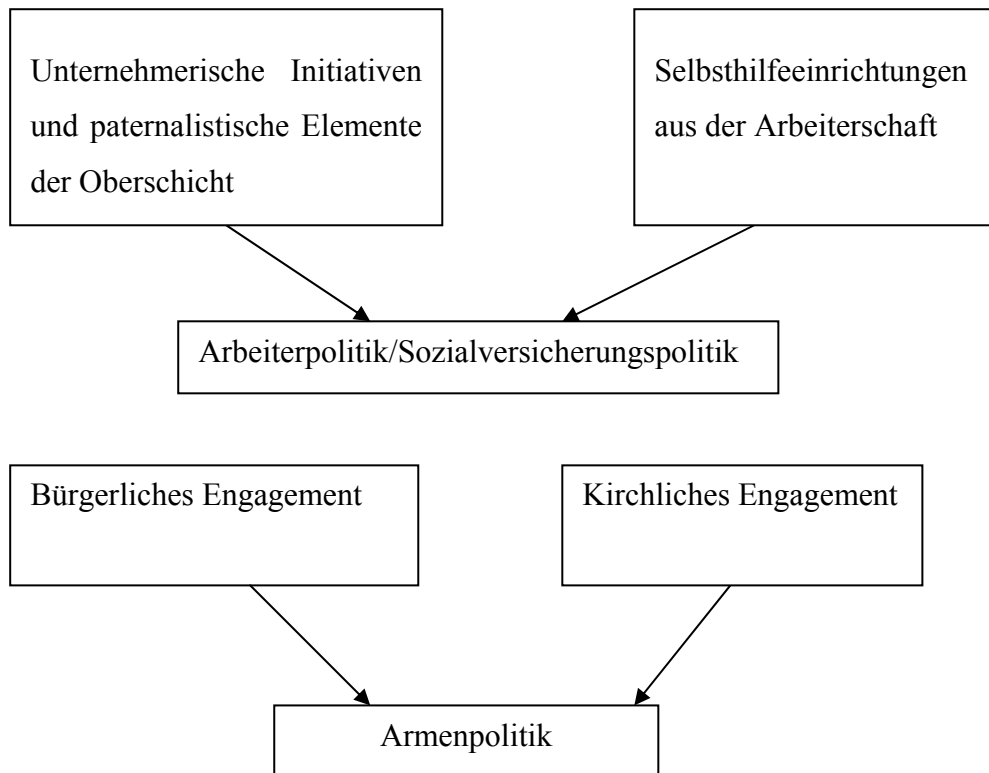 Unternehmerische Initiativen
und paternalistische Elemente
der Oberschicht
Selbsthilfeeinrichtungen
aus der Arbeiterschaft
Arbeiterpolitik/Sozialversicherungspolitik
Bürgerliches Engagement
Kirchliches Engagement
Armenpolitik